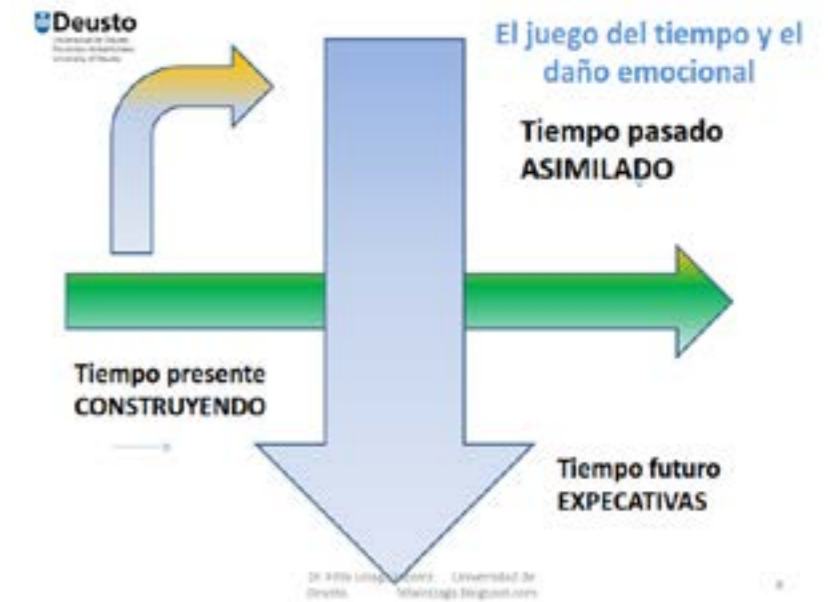 Deusto
El juego del tiempo y el
daño emocional
Tiempo pasado
ASIMILADO
Tiempo presente
CONSTRUYENDO
Tiempo futuro
EXPECATIVAS
Universidad de
Deusto.